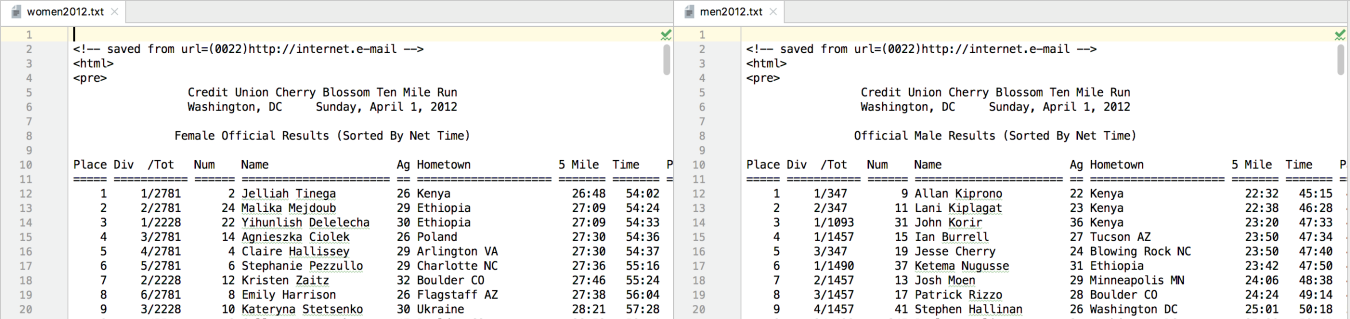 women2012.txt
1
2 <!-- saved from url=(0022)http://internet.e-mail -->
3 <html>
4 <pre>
5 Credit Union Cherry Blossom Ten Mile Run
6 Washington, DC Sunday, April 1, 2012
7
8 Female Official Results (Sorted By Net Time)
9
10 Place Div /Tot Num Name Ag Hometown 5 Mile Time P
11 ===== =========== ====== ====================== == ==================== ======= ======= =
12 1 1/2781 2 Jelliah Tinega 26 Kenya 26:48 54:02
13 2 2/2781 24 Malika Mejdoub 29 Ethiopia 27:09 54:24
14 3 1/2228 22 Yihunlish Delelecha 30 Ethiopia 27:09 54:33
15 4 3/2781 14 Agnieszka Ciolek 26 Poland 27:30 54:36
16 5 4/2781 4 Claire Hallissey 29 Arlington VA 27:30 54:37
17 6 5/2781 6 Stephanie Pezzullo 29 Charlotte NC 27:36 55:16
18 7 2/2228 12 Kristen Zaitz 32 Boulder CO 27:46 55:24
19 8 6/2781 8 Emily Harrison 26 Flagstaff AZ 27:38 56:04
20 9 3/2228 10 Kateryna Stetsenko 30 Ukraine 28:21 57:28
men2012.txt
1
2 <!-- saved from url=(0022)http://internet.e-mail -->
3 <html>
4 <pre>
5 Credit Union Cherry Blossom Ten Mile Run
6 Washington, DC Sunday, April 1, 2012
7
8 Official Male Results (Sorted By Net Time)
9
10 Place Div /Tot Num Name Ag Hometown 5 Mile Time P
11 ===== =========== ====== ====================== == ==================== ======= ======= =
12 1 1/347 9 Allan Kiprono 22 Kenya 22:32 45:15
13 2 2/347 11 Lani Kiplagat 23 Kenya 22:38 46:28
14 3 1/1093 31 John Korir 36 Kenya 23:20 47:33
15 4 1/1457 15 Ian Burrell 27 Tucson AZ 23:50 47:34
16 5 3/347 19 Jesse Cherry 24 Blowing Rock NC 23:50 47:40
17 6 1/1490 37 Ketema Nugusse 31 Ethiopia 23:42 47:50
18 7 2/1457 13 Josh Moen 29 Minneapolis MN 24:06 48:38
19 8 3/1457 17 Patrick Rizzo 28 Boulder CO 24:24 49:14
20 9 4/1457 41 Stephen Hallinan 26 Washington DC 25:01 50:18